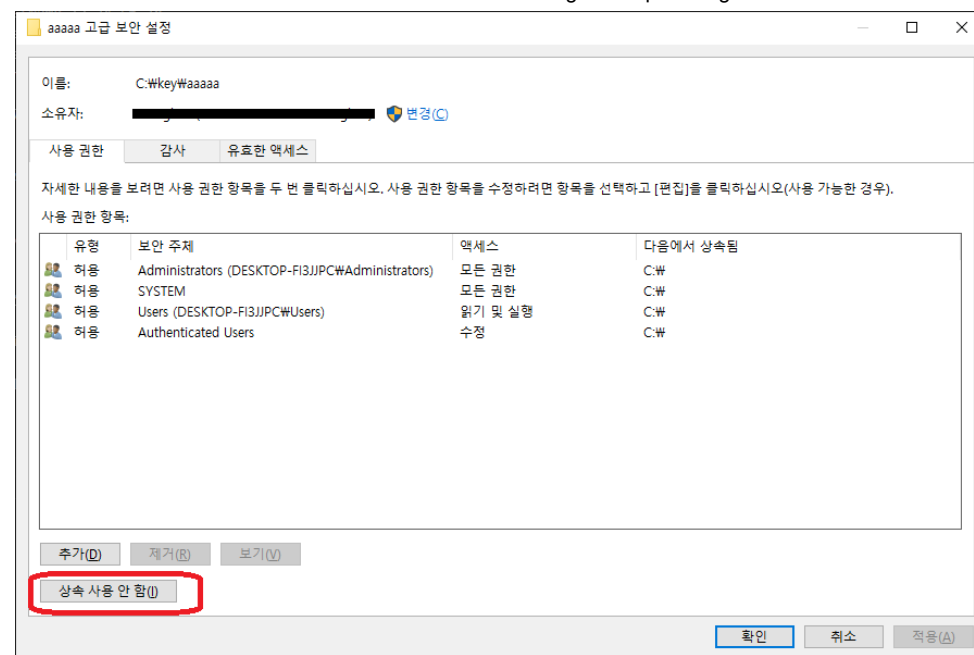 aaaaa 고급 보안 설정
이름: C:₩key₩aaaaa
소유자: 변경(C)
사용 권한 감사 유효한 액세스
자세한 내용을 보려면 사용 권한 항목을 두 번 클릭하십시오. 사용 권한 항목을 수정하려면 항목을 선택하고 [편집]을 클릭하십시오(사용 가능한 경우).
사용 권한 항목:
유형 보안 주체 액세스 다음에서 상속됨
허용 Administrators (DESKTOP-FI3JJPC₩Administrators) 모든 권한 C:₩
허용 SYSTEM 모든 권한 C:₩
허용 Users (DESKTOP-FI3JJPC₩Users) 읽기 및 실행 C:₩
허용 Authenticated Users 수정 C:₩
추가(D) 제거(R) 보기(V)
상속 사용 안 함(I)
확인 취소 적용(A)